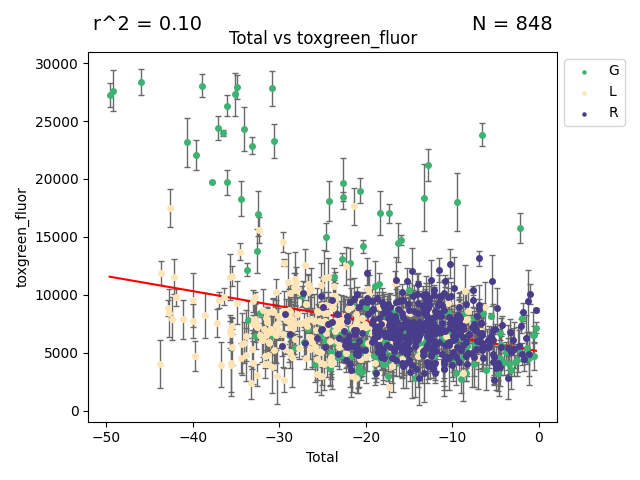 r^2 = 0.10
N = 848
Total vs toxgreen_fluor
30000
25000
20000
15000
10000
5000
0
toxgreen_fluor
−50
−40
−30
−20
−10
0
Total
G
L
R